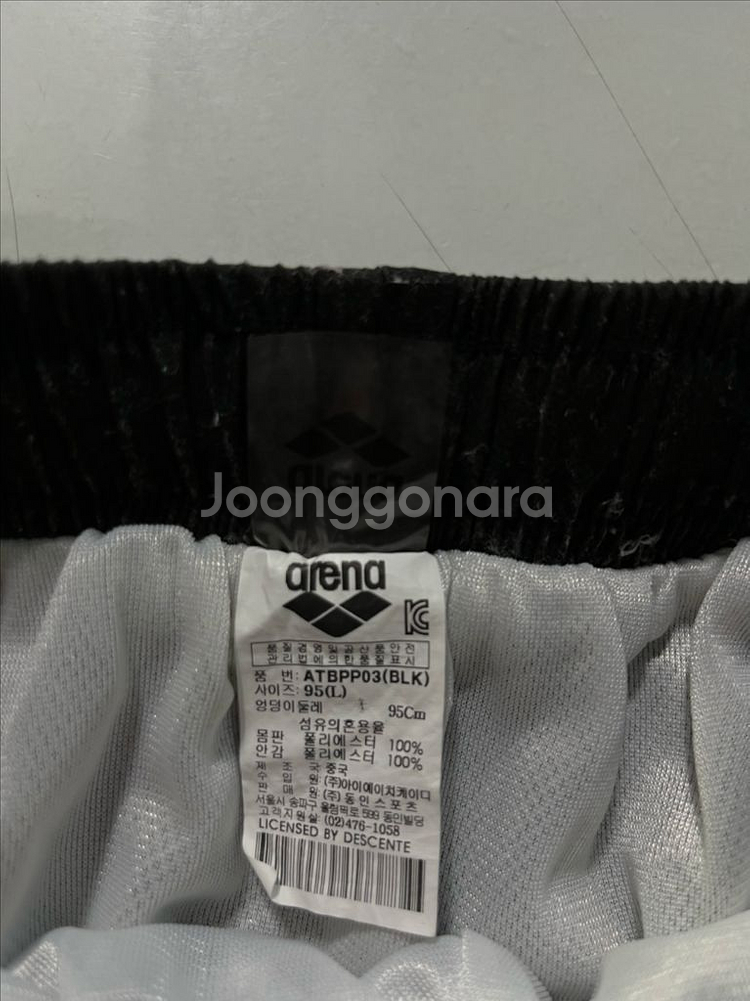 arena
Joonggonara
arena
품질경영및공산품안전
관리법에의한품질표시
품 번: ATBPP03(BLK)
사이즈: 95(L)
엉덩이둘레 : 95Cm
섬유의혼용율
몸판 폴리에스터 100%
안감 폴리에스터 100%
제 조 국 중국
수 입 원: (주)아이에이치케이디
판 매 원: (주) 동인스포츠
서울시 송파구 올림픽로 599 동인빌딩
고객지원실: (02)476-1058
LICENSED BY DESCENTE